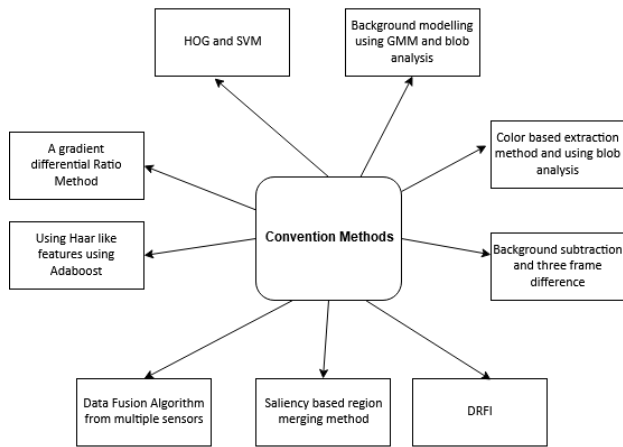 HOG and SVM
Background modelling
using GMM and blob
analysis
A gradient
differential Ratio
Method
Color based extraction
method and using blob
analysis
Convention Methods
Using Haar like
features using
Adaboost
Background subtraction
and three frame
difference
Data Fusion Algorithm
from multiple sensors
Saliency based region
merging method
DRFI